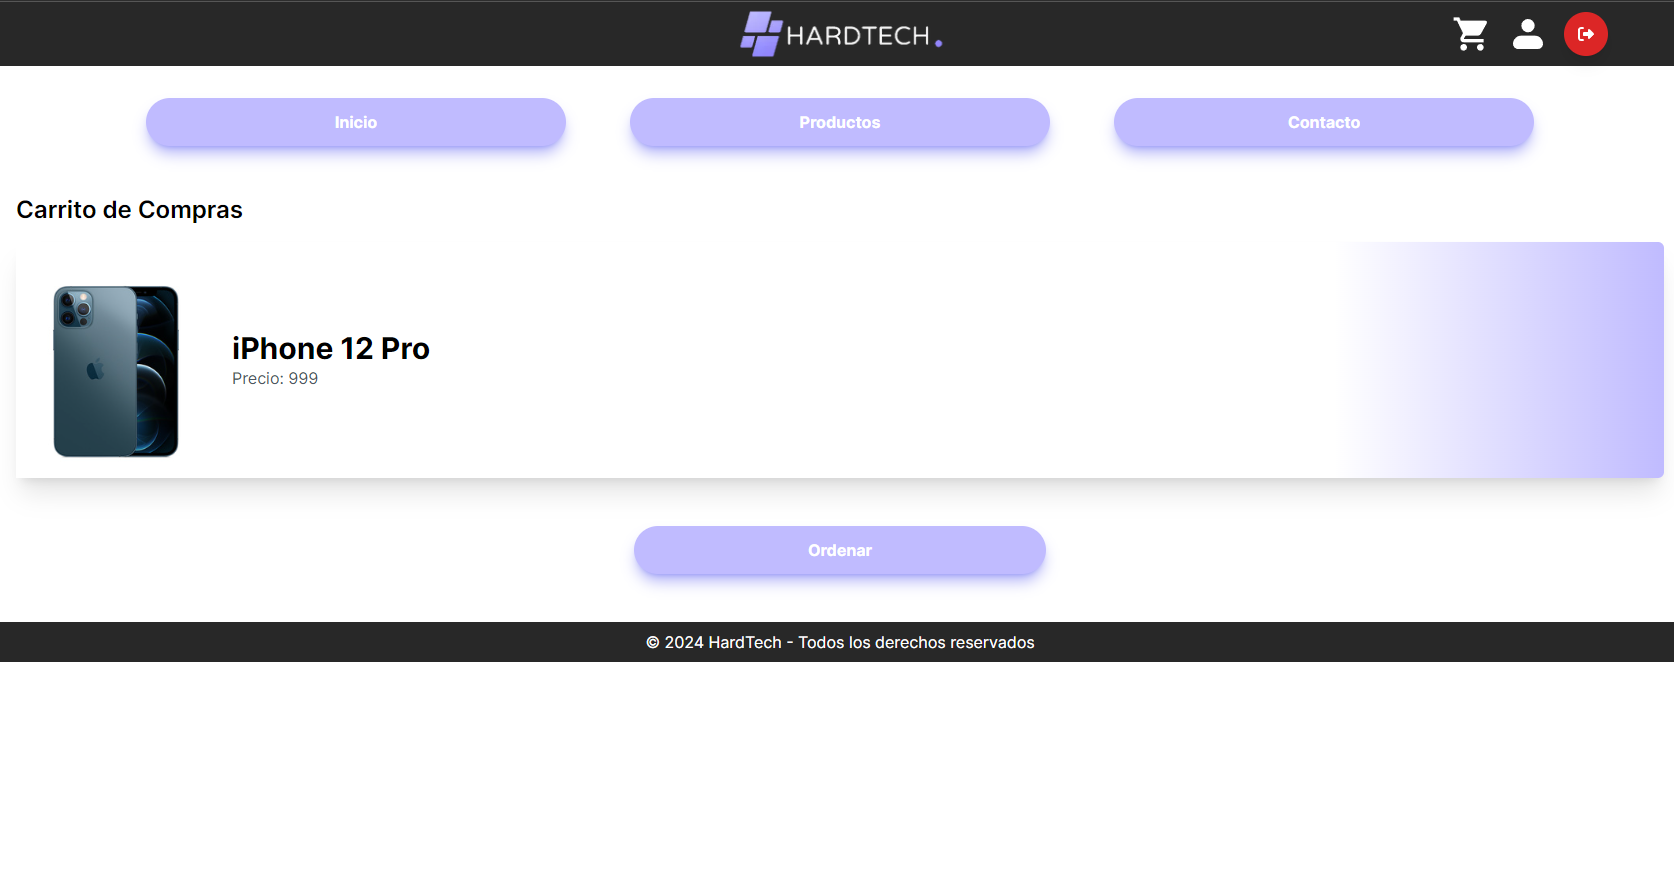 HARDTECH.
Inicio
Productos
Contacto
Carrito de Compras
iPhone 12 Pro
Precio: 999
Ordenar
© 2024 HardTech - Todos los derechos reservados